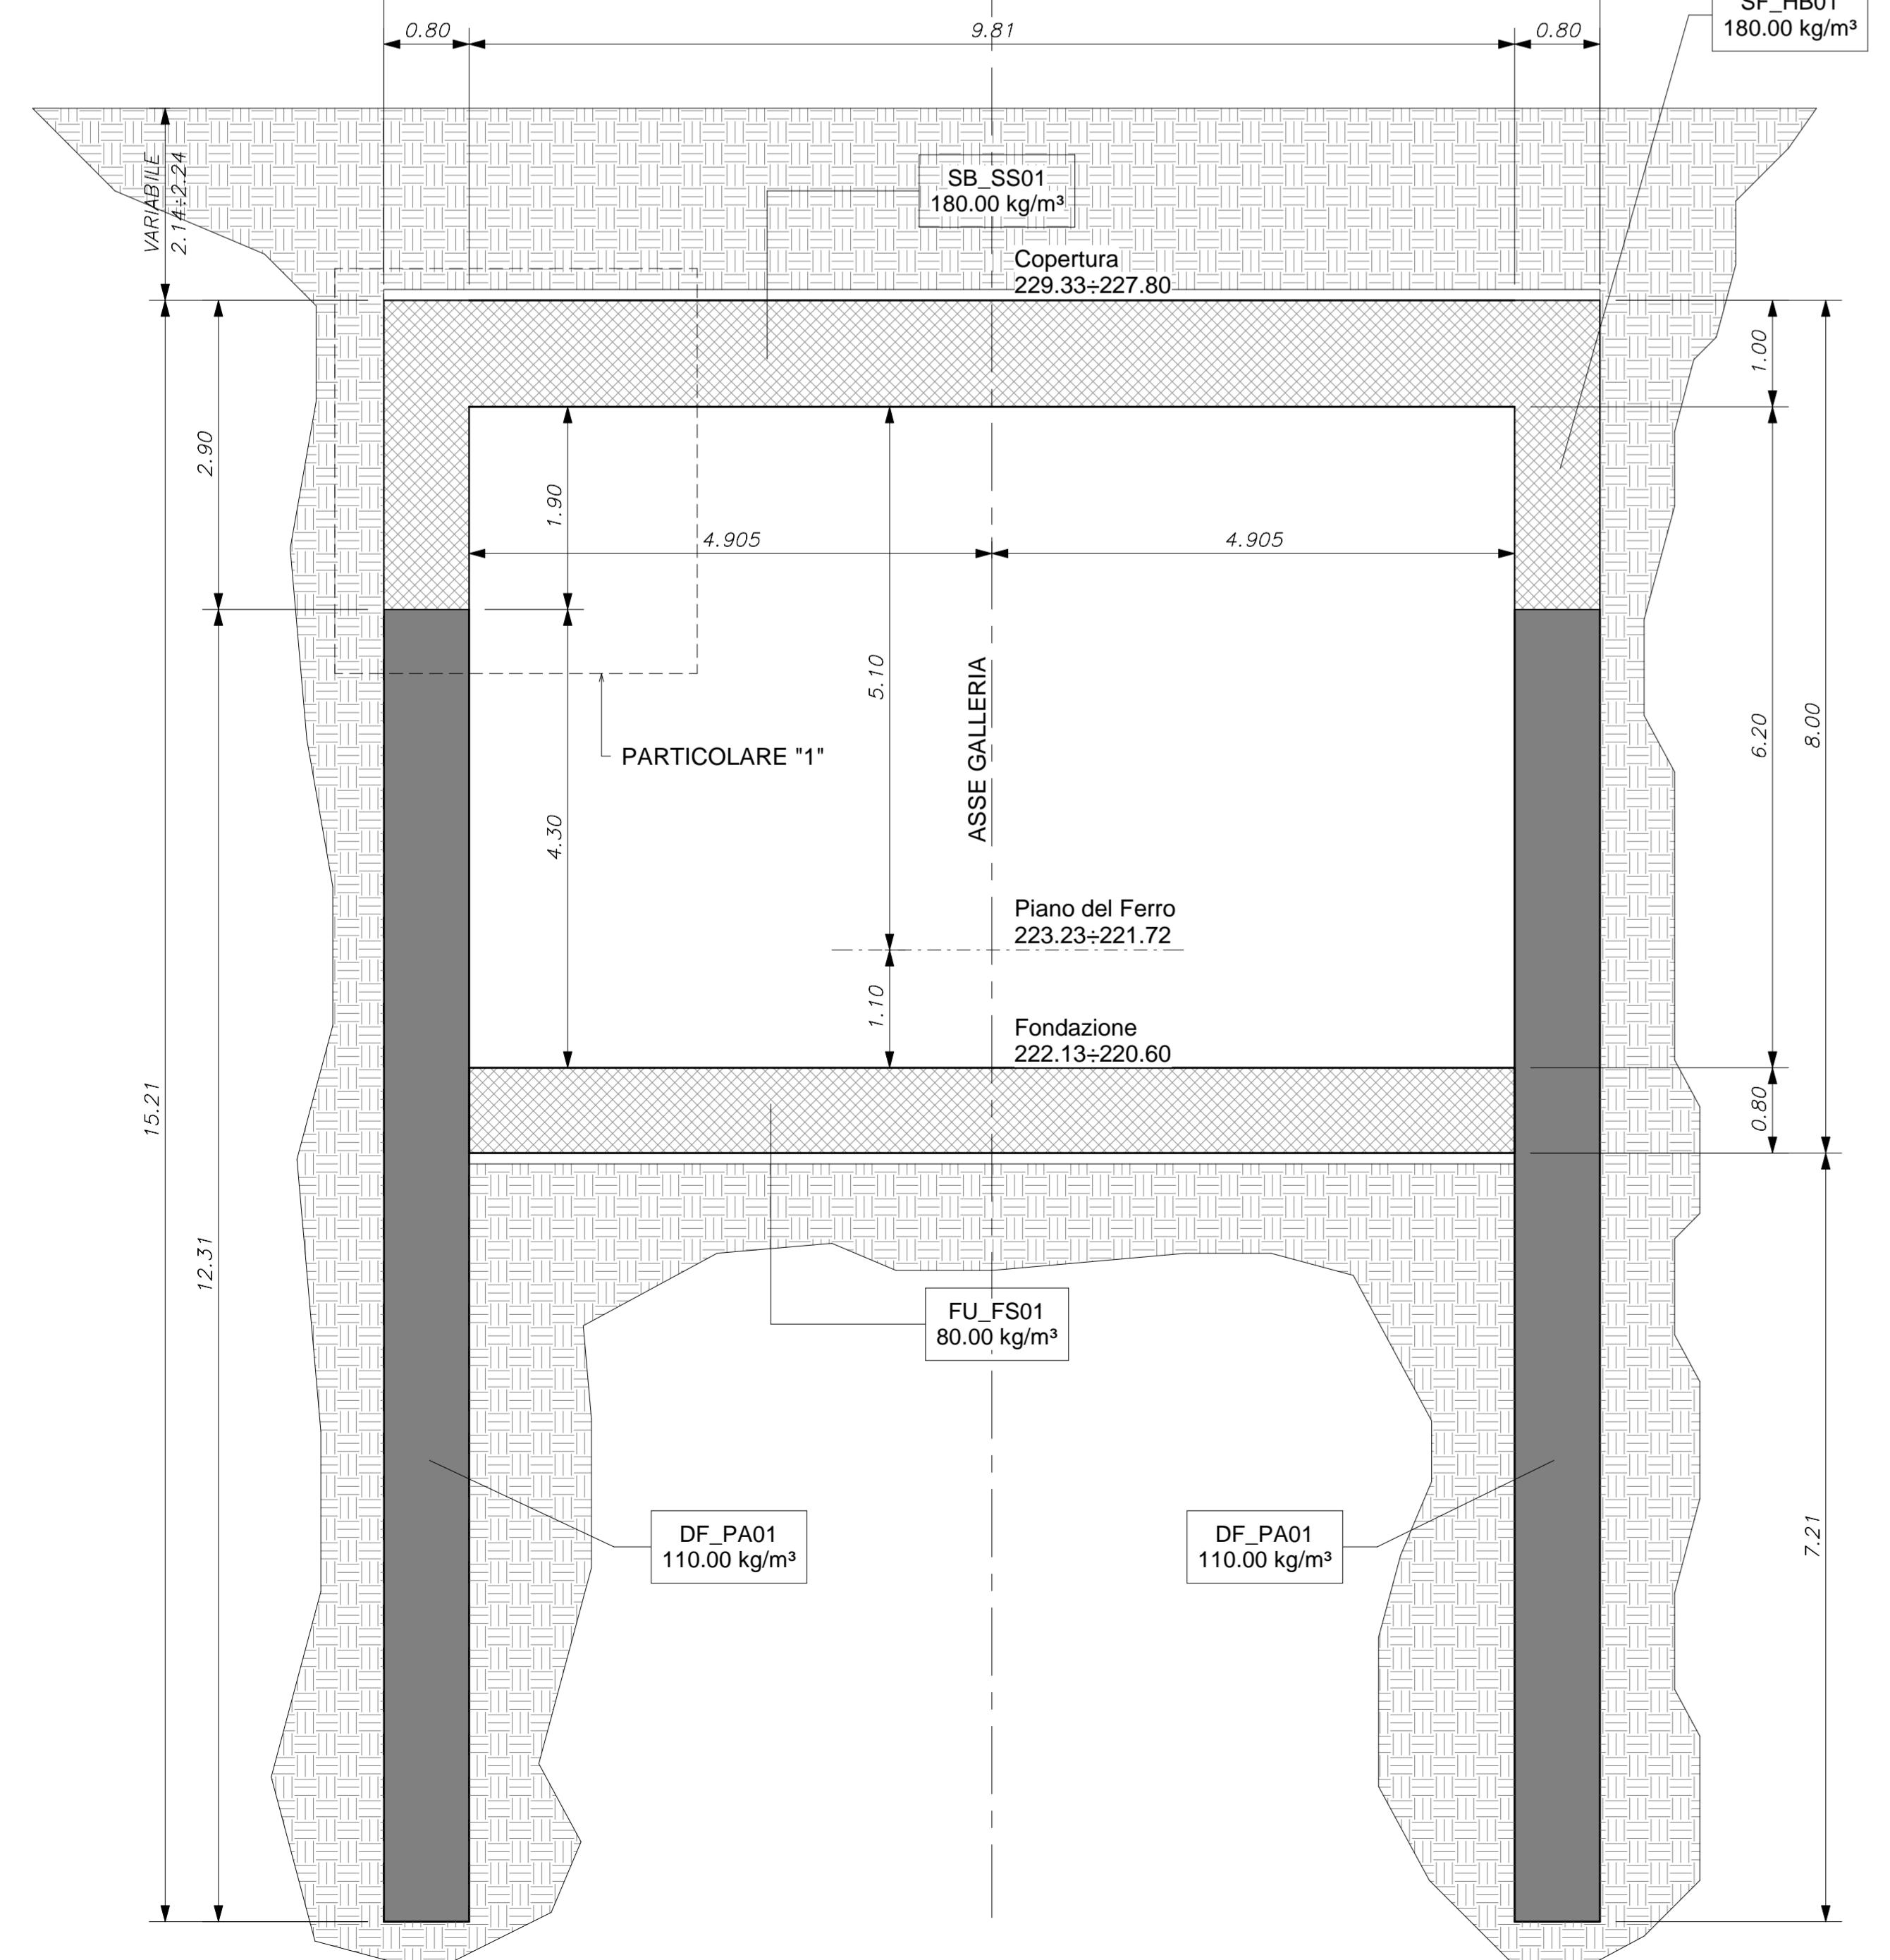 SF_HB01
180.00 kg/m³
0.80
9.81
0.80
VARIABILE
2.14÷2.24
SB_SS01
180.00 kg/m³
Copertura
229.33÷227.80
1.00
2.90
1.90
4.905
4.905
5.10
ASSE GALLERIA
6.20
8.00
PARTICOLARE "1"
4.30
Piano del Ferro
223.23÷221.72
1.10
Fondazione
222.13÷220.60
0.80
15.21
12.31
FU_FS01
80.00 kg/m³
DF_PA01
110.00 kg/m³
DF_PA01
110.00 kg/m³
7.21